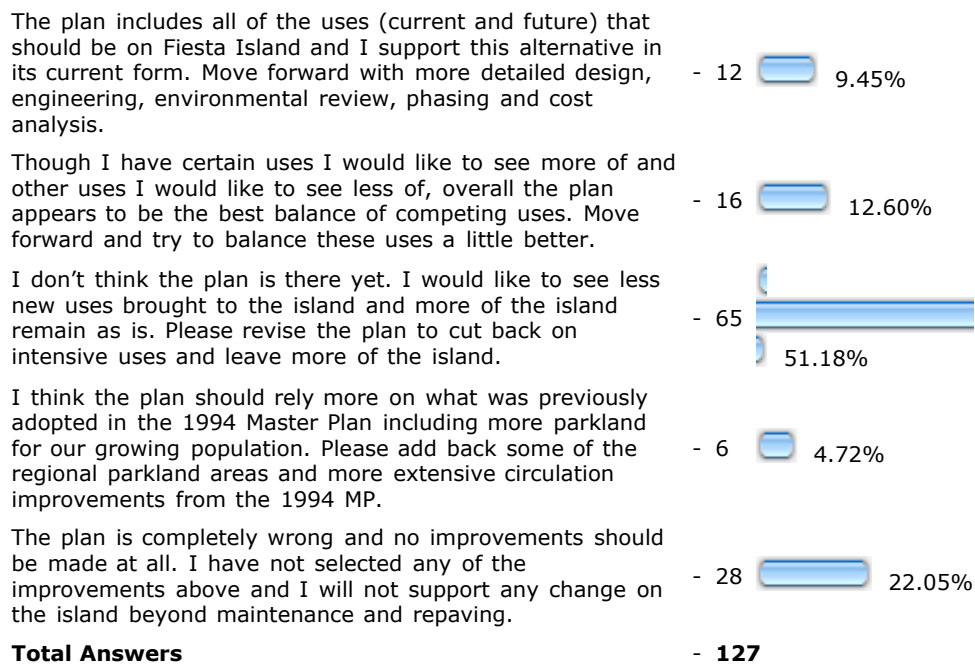 The plan includes all of the uses (current and future) that
should be on Fiesta Island and I support this alternative in
its current form. Move forward with more detailed design,
engineering, environmental review, phasing and cost
analysis.
- 12 9.45%
Though I have certain uses I would like to see more of and
other uses I would like to see less of, overall the plan
appears to be the best balance of competing uses. Move
forward and try to balance these uses a little better.
- 16 12.60%
I don’t think the plan is there yet. I would like to see less
new uses brought to the island and more of the island
remain as is. Please revise the plan to cut back on
intensive uses and leave more of the island.
- 65 51.18%
I think the plan should rely more on what was previously
adopted in the 1994 Master Plan including more parkland
for our growing population. Please add back some of the
regional parkland areas and more extensive circulation
improvements from the 1994 MP.
- 6 4.72%
The plan is completely wrong and no improvements should
be made at all. I have not selected any of the
improvements above and I will not support any change on
the island beyond maintenance and repaving.
- 28 22.05%
Total Answers - 127